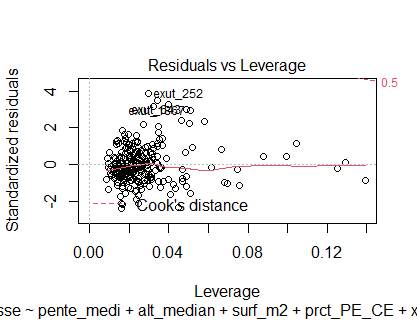 Residuals vs Leverage
Standardized residuals
4
2
0
-2
0.5
exut_252
Cook's distance
0.00
0.04
0.08
0.12
Leverage
sse ~ pente_medi + alt_median + surf_m2 + prct_PE_CE + x